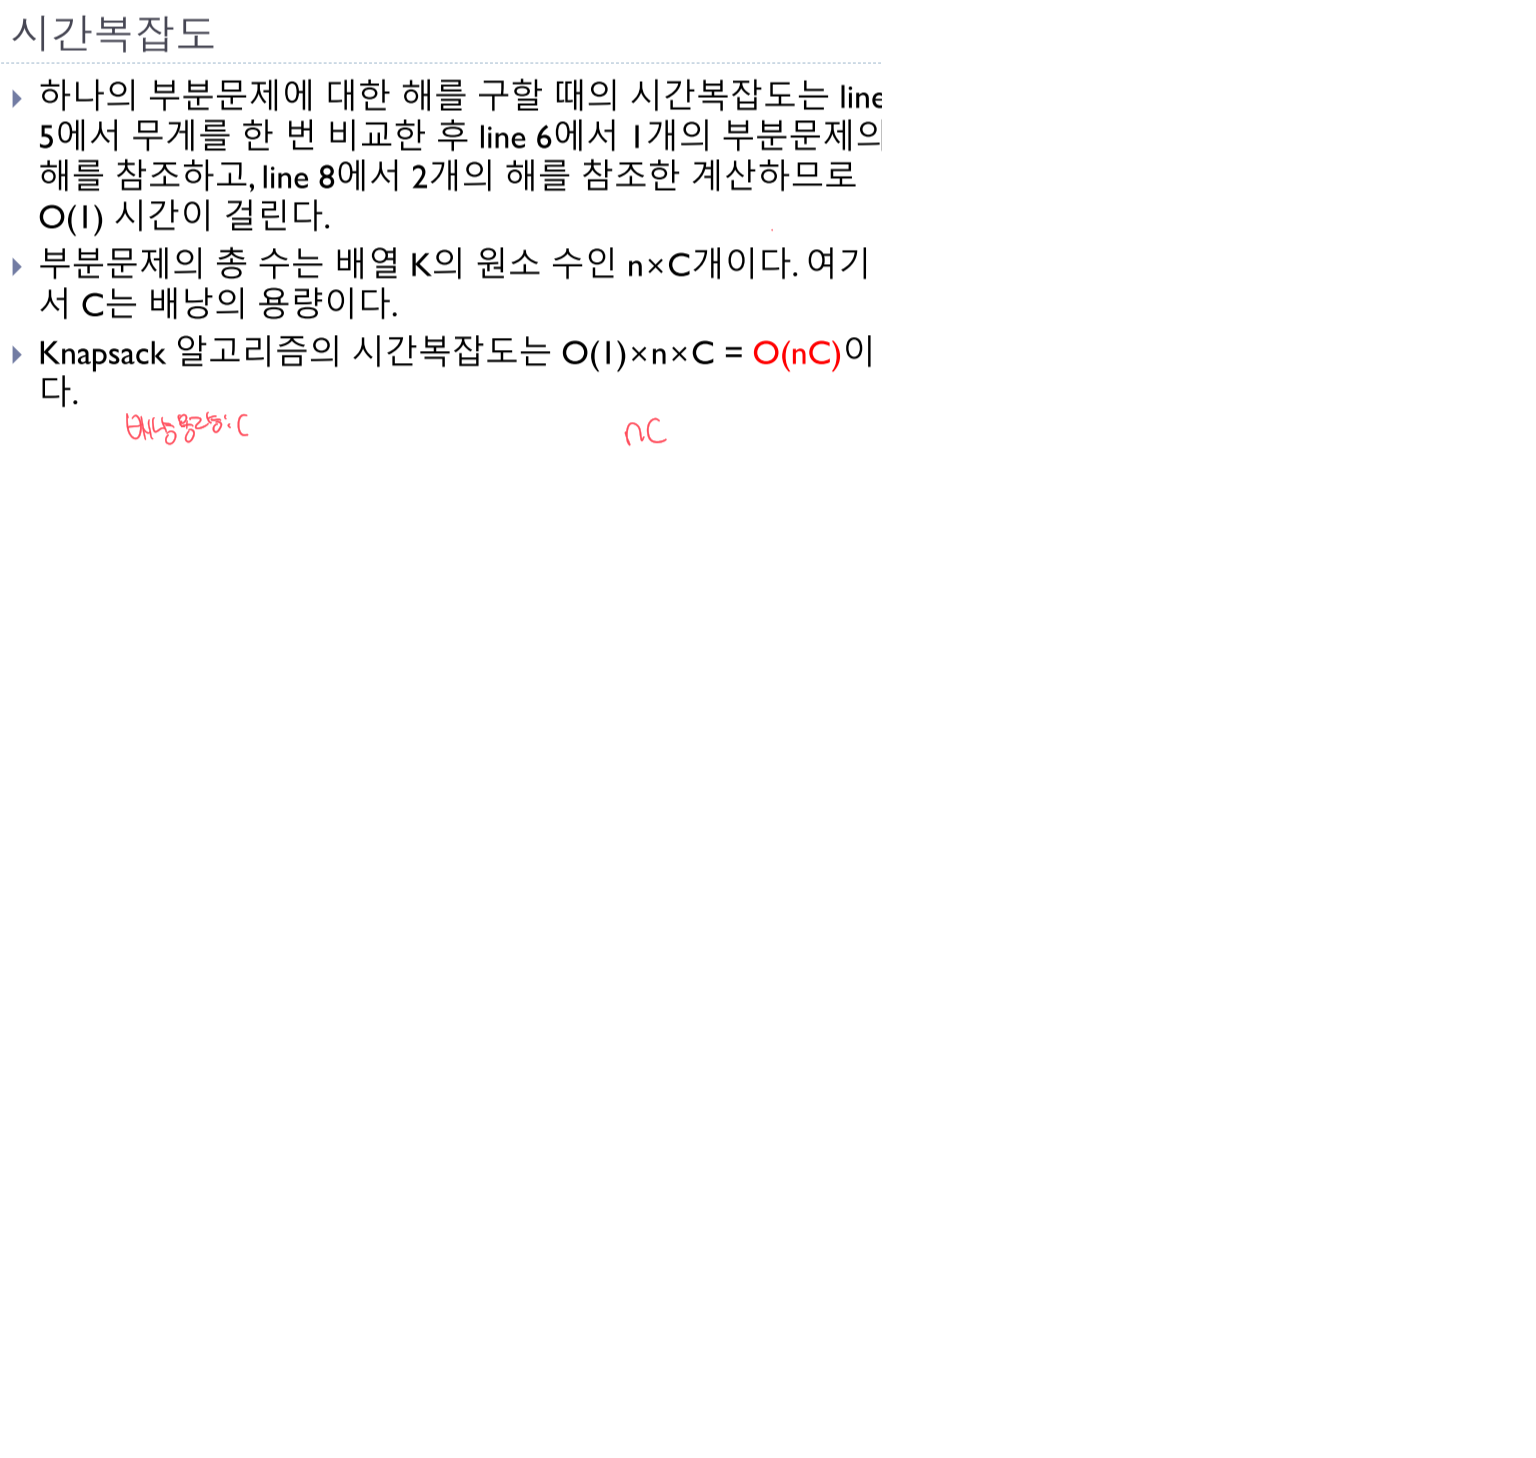 시간복잡도
하나의 부분문제에 대한 해를 구할 때의 시간복잡도는 line
5에서 무게를 한 번 비교한 후 line 6에서 1개의 부분문제의
해를 참조하고, line 8에서 2개의 해를 참조한 계산하므로
O(1) 시간이 걸린다.
부분문제의 총 수는 배열 K의 원소 수인 n×C개이다. 여기
서 C는 배낭의 용량이다.
Knapsack 알고리즘의 시간복잡도는 O(1)×n×C = O(nC)이
다.
배낭용량: C
nC